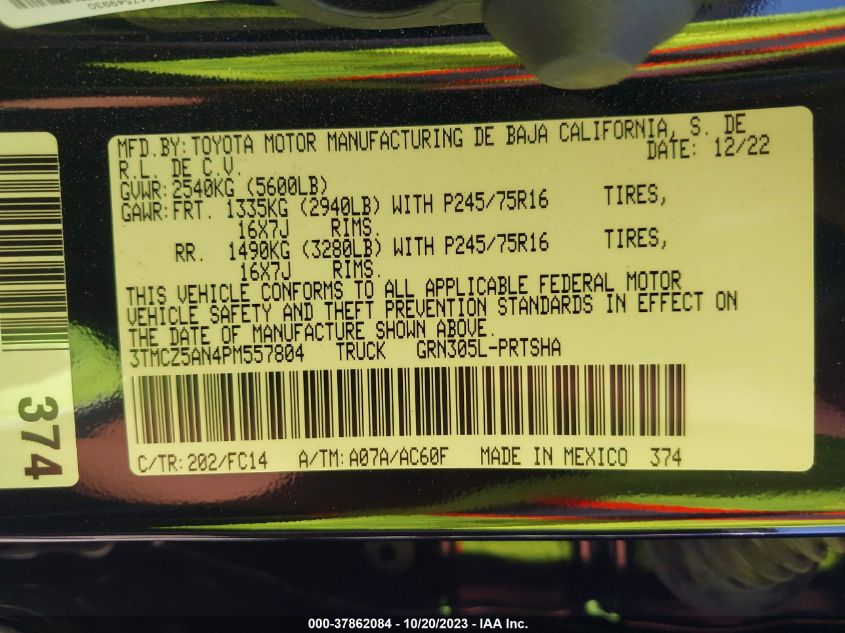 MFD.BY:TOYOTA MOTOR MANUFACTURING DE BAJA CALIFORNIA, S. DE
R.L. DE C.V. DATE: 12/22
GVWR:2540KG (5600LB)
GAWR:FRT. 1335KG (2940LB) WITH P245/75R16 TIRES,
16X7J RIMS.
RR. 1490KG (3280LB) WITH P245/75R16 TIRES,
16X7J RIMS.
THIS VEHICLE CONFORMS TO ALL APPLICABLE FEDERAL MOTOR
VEHICLE SAFETY AND THEFT PREVENTION STANDARDS IN EFFECT ON
THE DATE OF MANUFACTURE SHOWN ABOVE.
3TMCZ5AN4PM557804 TRUCK GRN305L-PRTSHA
C/TR:202/FC14 A/TM:A07A/AC60F MADE IN MEXICO 374
374
000-37862084 - 10/20/2023 - IAA Inc.